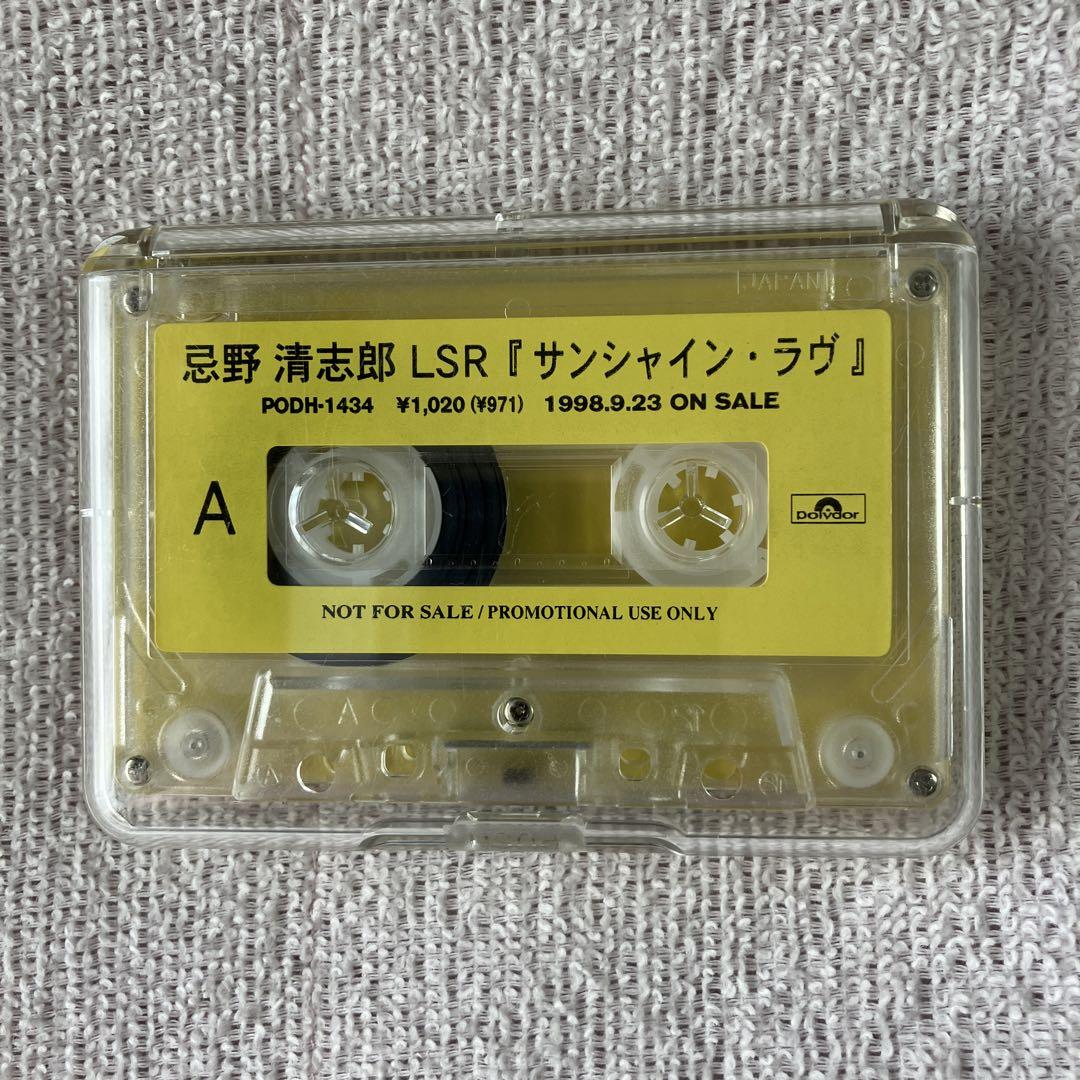 JAPAN
忌野 清志郎 LSR『サンシャイン・ラヴ』
PODH-1434 ¥1,020 (¥971) 1998.9.23 ON SALE
A
polydor
NOT FOR SALE / PROMOTIONAL USE ONLY